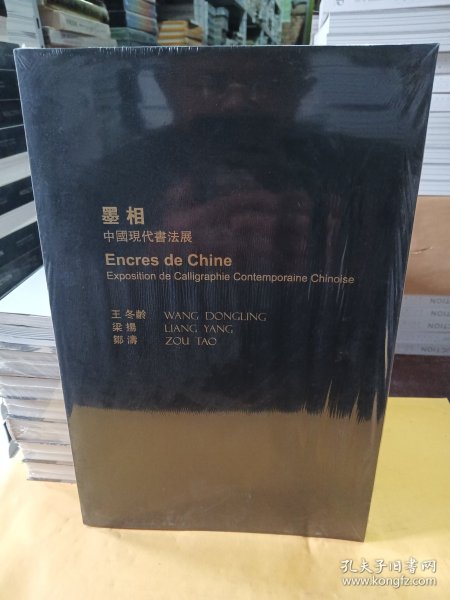 墨相
中國現代書法展
Encres de Chine
Exposition de Calligraphie Contemporaine Chinoise
王冬齡 WANG DONGLING
梁揚 LIANG YANG
鄒濤 ZOU TAO
孔夫子旧书网
www.kongfz.com